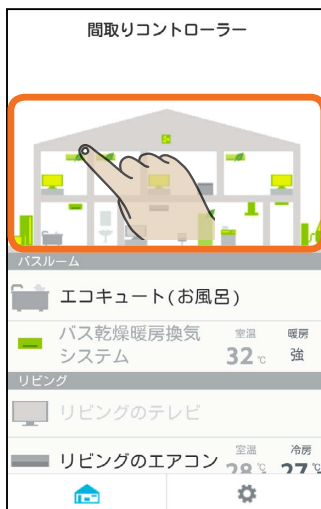 間取りコントローラー
バスルーム
エコキュート(お風呂)
バス乾燥暖房換気 室温 暖房
システム 32℃ 強
リビング
リビングのテレビ
室温 冷房
リビングのエアコン 28℃ 27℃